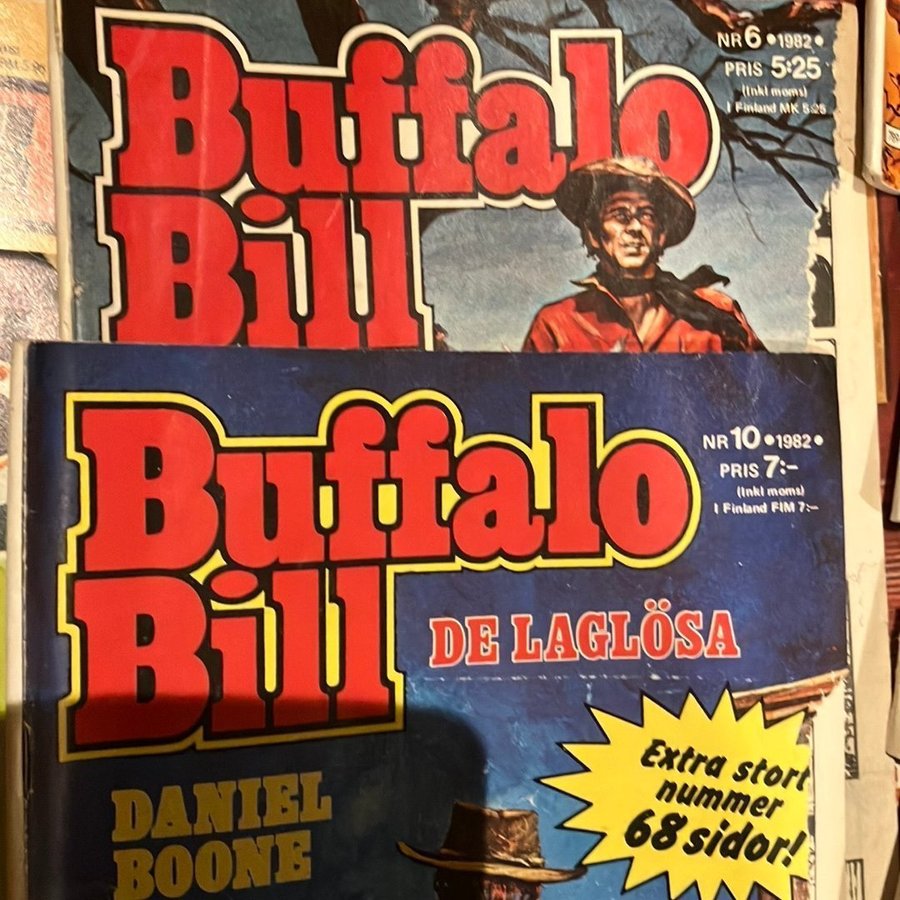 Buffalo
Bill
NR 6 • 1982 •
PRIS 5:25
(Inkl moms)
I Finland MK 5:25
Buffalo
Bill
NR 10 • 1982 •
PRIS 7:-
(Inkl moms)
I Finland FIM 7:-
DE LAGLÖSA
Extra stort
nummer
68 sidor!
DANIEL
BOONE